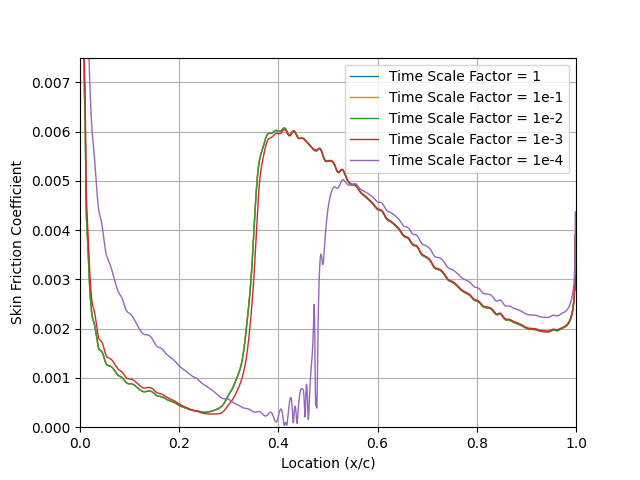 Time Scale Factor = 1
Time Scale Factor = 1e-1
Time Scale Factor = 1e-2
Time Scale Factor = 1e-3
Time Scale Factor = 1e-4
Skin Friction Coefficient
0.007
0.006
0.005
0.004
0.003
0.002
0.001
0.000
0.0 0.2 0.4 0.6 0.8 1.0
Location (x/c)